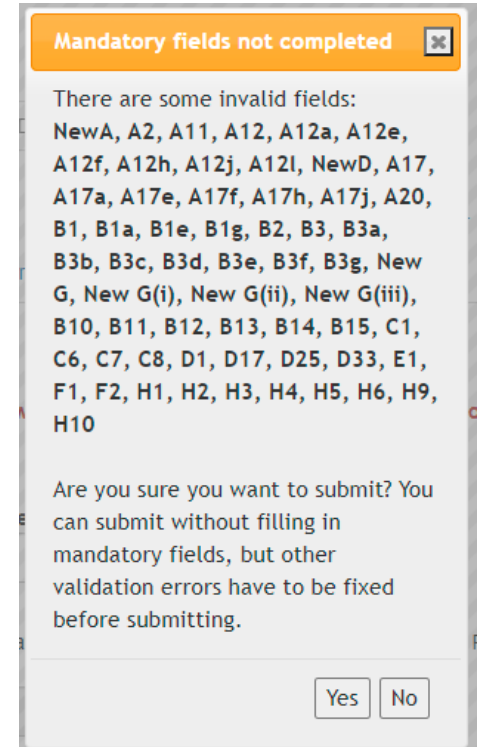 Mandatory fields not completed
There are some invalid fields:
NewA, A2, A11, A12, A12a, A12e,
A12f, A12h, A12j, A12l, NewD, A17,
A17a, A17e, A17f, A17h, A17j, A20,
B1, B1a, B1e, B1g, B2, B3, B3a,
B3b, B3c, B3d, B3e, B3f, B3g, New
G, New G(i), New G(ii), New G(iii),
B10, B11, B12, B13, B14, B15, C1,
C6, C7, C8, D1, D17, D25, D33, E1,
F1, F2, H1, H2, H3, H4, H5, H6, H9,
H10
Are you sure you want to submit? You
can submit without filling in
mandatory fields, but other
validation errors have to be fixed
before submitting.
Yes No